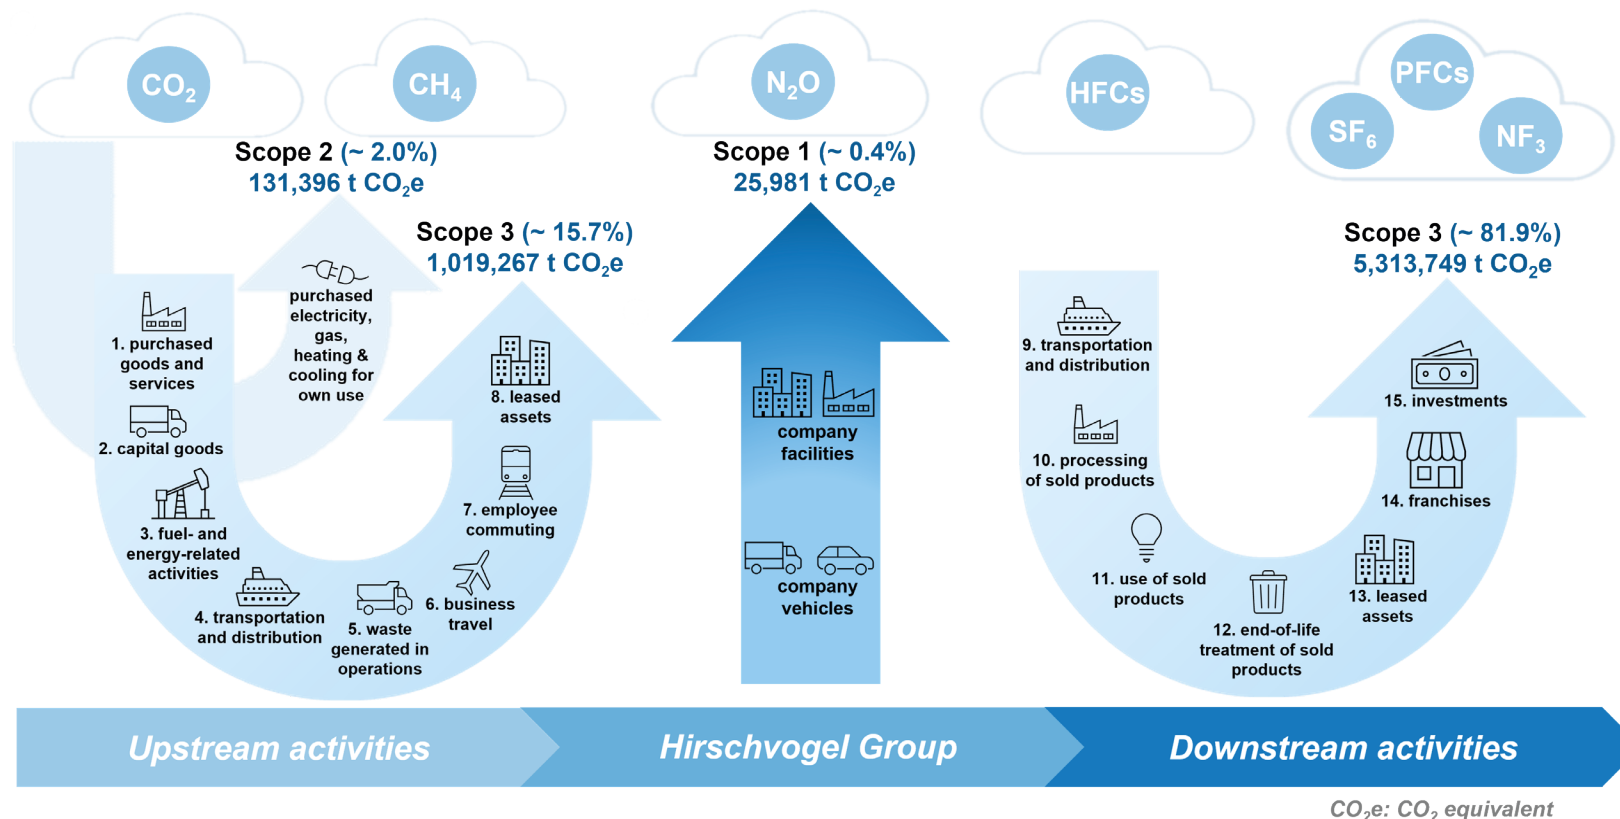 CO₂
CH₄
N₂O
HFCs
PFCs
SF₆
NF₃
Scope 2 (~ 2.0%)
131,396 t CO₂e
Scope 3 (~ 15.7%)
1,019,267 t CO₂e
Scope 1 (~ 0.4%)
25,981 t CO₂e
Scope 3 (~ 81.9%)
5,313,749 t CO₂e
purchased
electricity,
gas,
heating &
cooling for
own use
1. purchased
goods and
services
2. capital goods
3. fuel- and
energy-related
activities
4. transportation
and distribution
5. waste
generated in
operations
6. business
travel
7. employee
commuting
8. leased
assets
company
facilities
company
vehicles
9. transportation
and distribution
10. processing
of sold products
11. use of sold
products
12. end-of-life
treatment of sold
products
13. leased
assets
14. franchises
15. investments
Upstream activities
Hirschvogel Group
Downstream activities
CO₂e: CO₂ equivalent